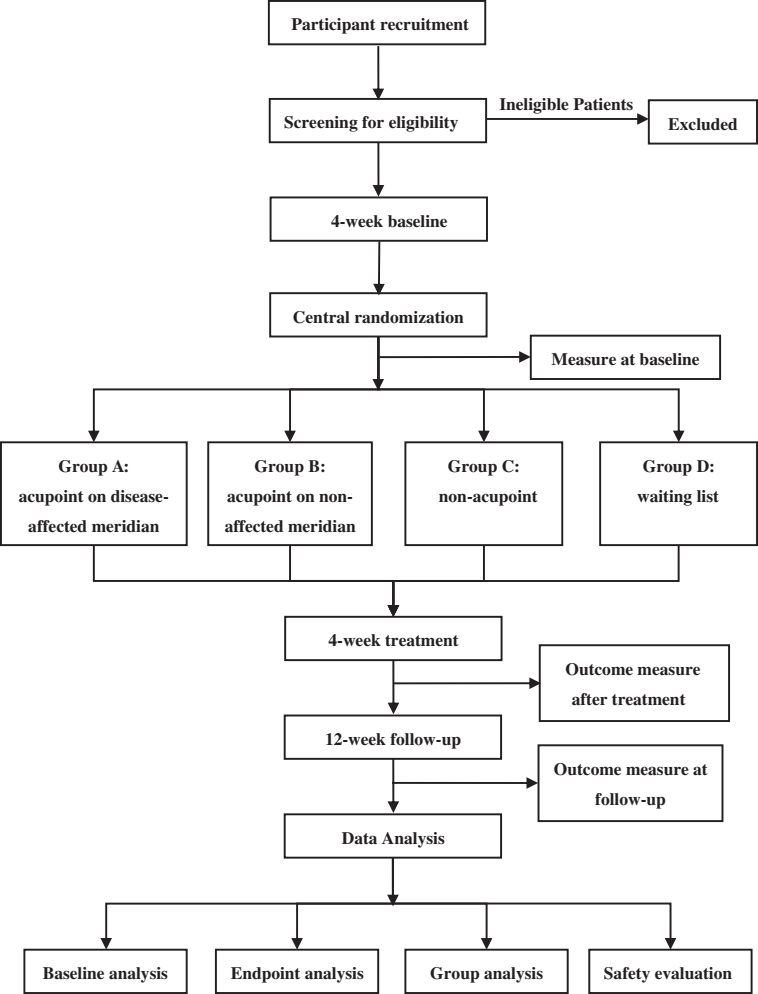 Participant recruitment
Screening for eligibility
Ineligible Patients
Excluded
4-week baseline
Central randomization
Measure at baseline
Group A:
acupoint on disease-
affected meridian
Group B:
acupoint on non-
affected meridian
Group C:
non-acupoint
Group D:
waiting list
4-week treatment
Outcome measure
after treatment
12-week follow-up
Outcome measure at
follow-up
Data Analysis
Baseline analysis
Endpoint analysis
Group analysis
Safety evaluation